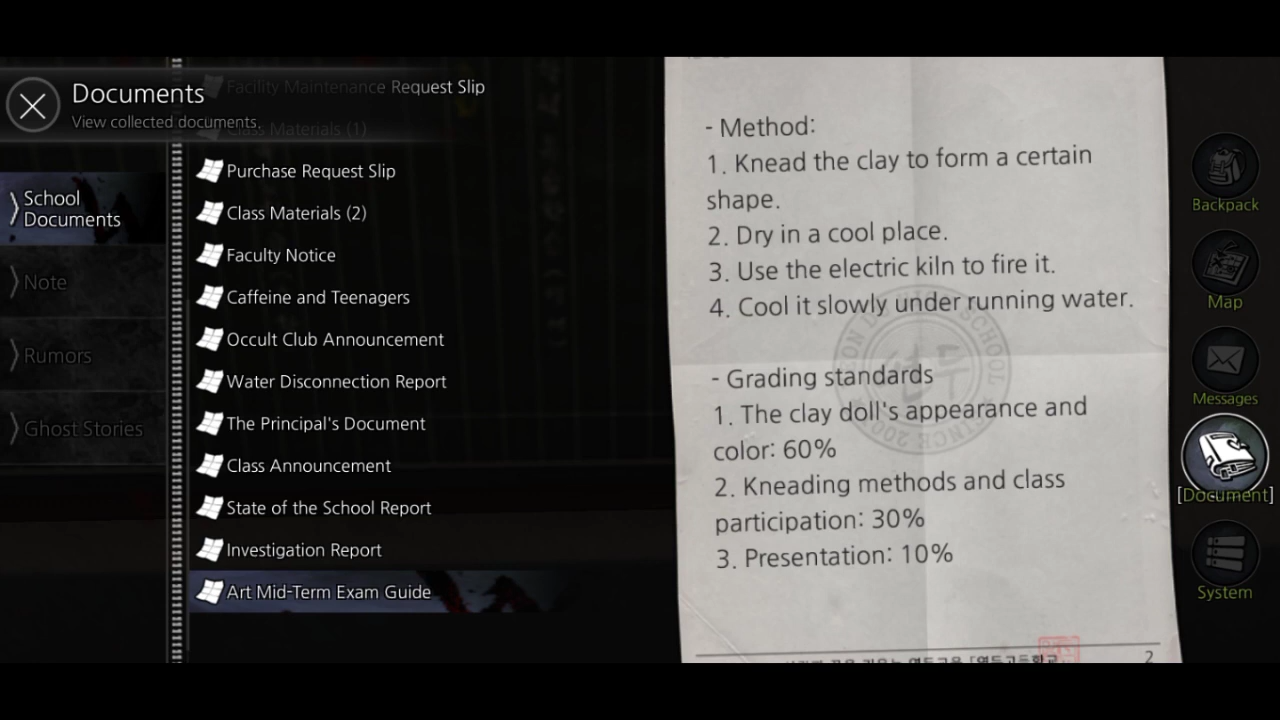 Documents
View collected documents.
School
Documents
Note
Rumors
Ghost Stories
Facility Maintenance Request Slip
Class Materials (1)
Purchase Request Slip
Class Materials (2)
Faculty Notice
Caffeine and Teenagers
Occult Club Announcement
Water Disconnection Report
The Principal's Document
Class Announcement
State of the School Report
Investigation Report
Art Mid-Term Exam Guide
- Method:
1. Knead the clay to form a certain
shape.
2. Dry in a cool place.
3. Use the electric kiln to fire it.
4. Cool it slowly under running water.
- Grading standards
1. The clay doll's appearance and
color: 60%
2. Kneading methods and class
participation: 30%
3. Presentation: 10%
SCHOOL
SINCE
2
Backpack
Map
Messages
[Document]
System